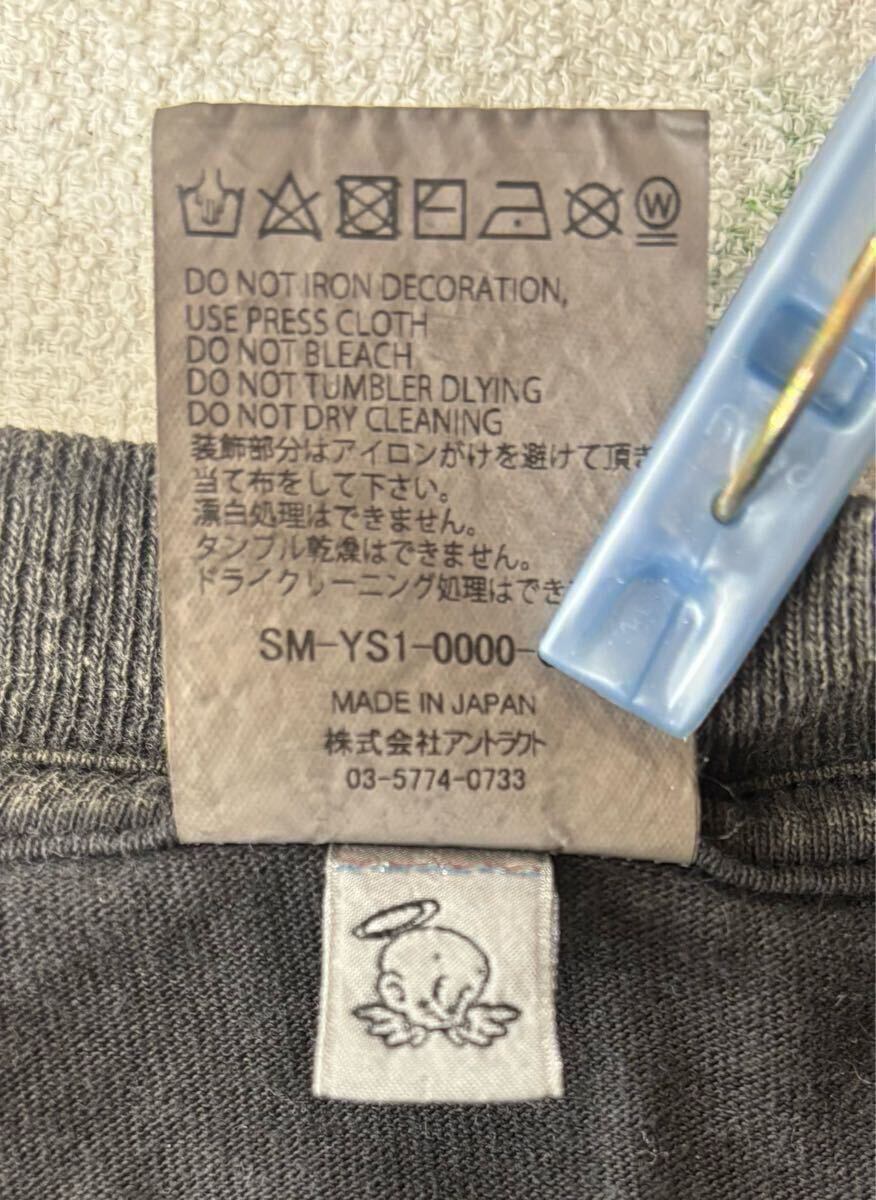 W
DO NOT IRON DECORATION,
USE PRESS CLOTH
DO NOT BLEACH
DO NOT TUMBLER DLYING
DO NOT DRY CLEANING
装飾部分はアイロンがけを避けて頂き
当て布をして下さい。
漂白処理はできません。
タンブル乾燥はできません。
ドライクリーニング処理はでき
SM-YS1-0000-
MADE IN JAPAN
株式会社アントラクト
03-5774-0733